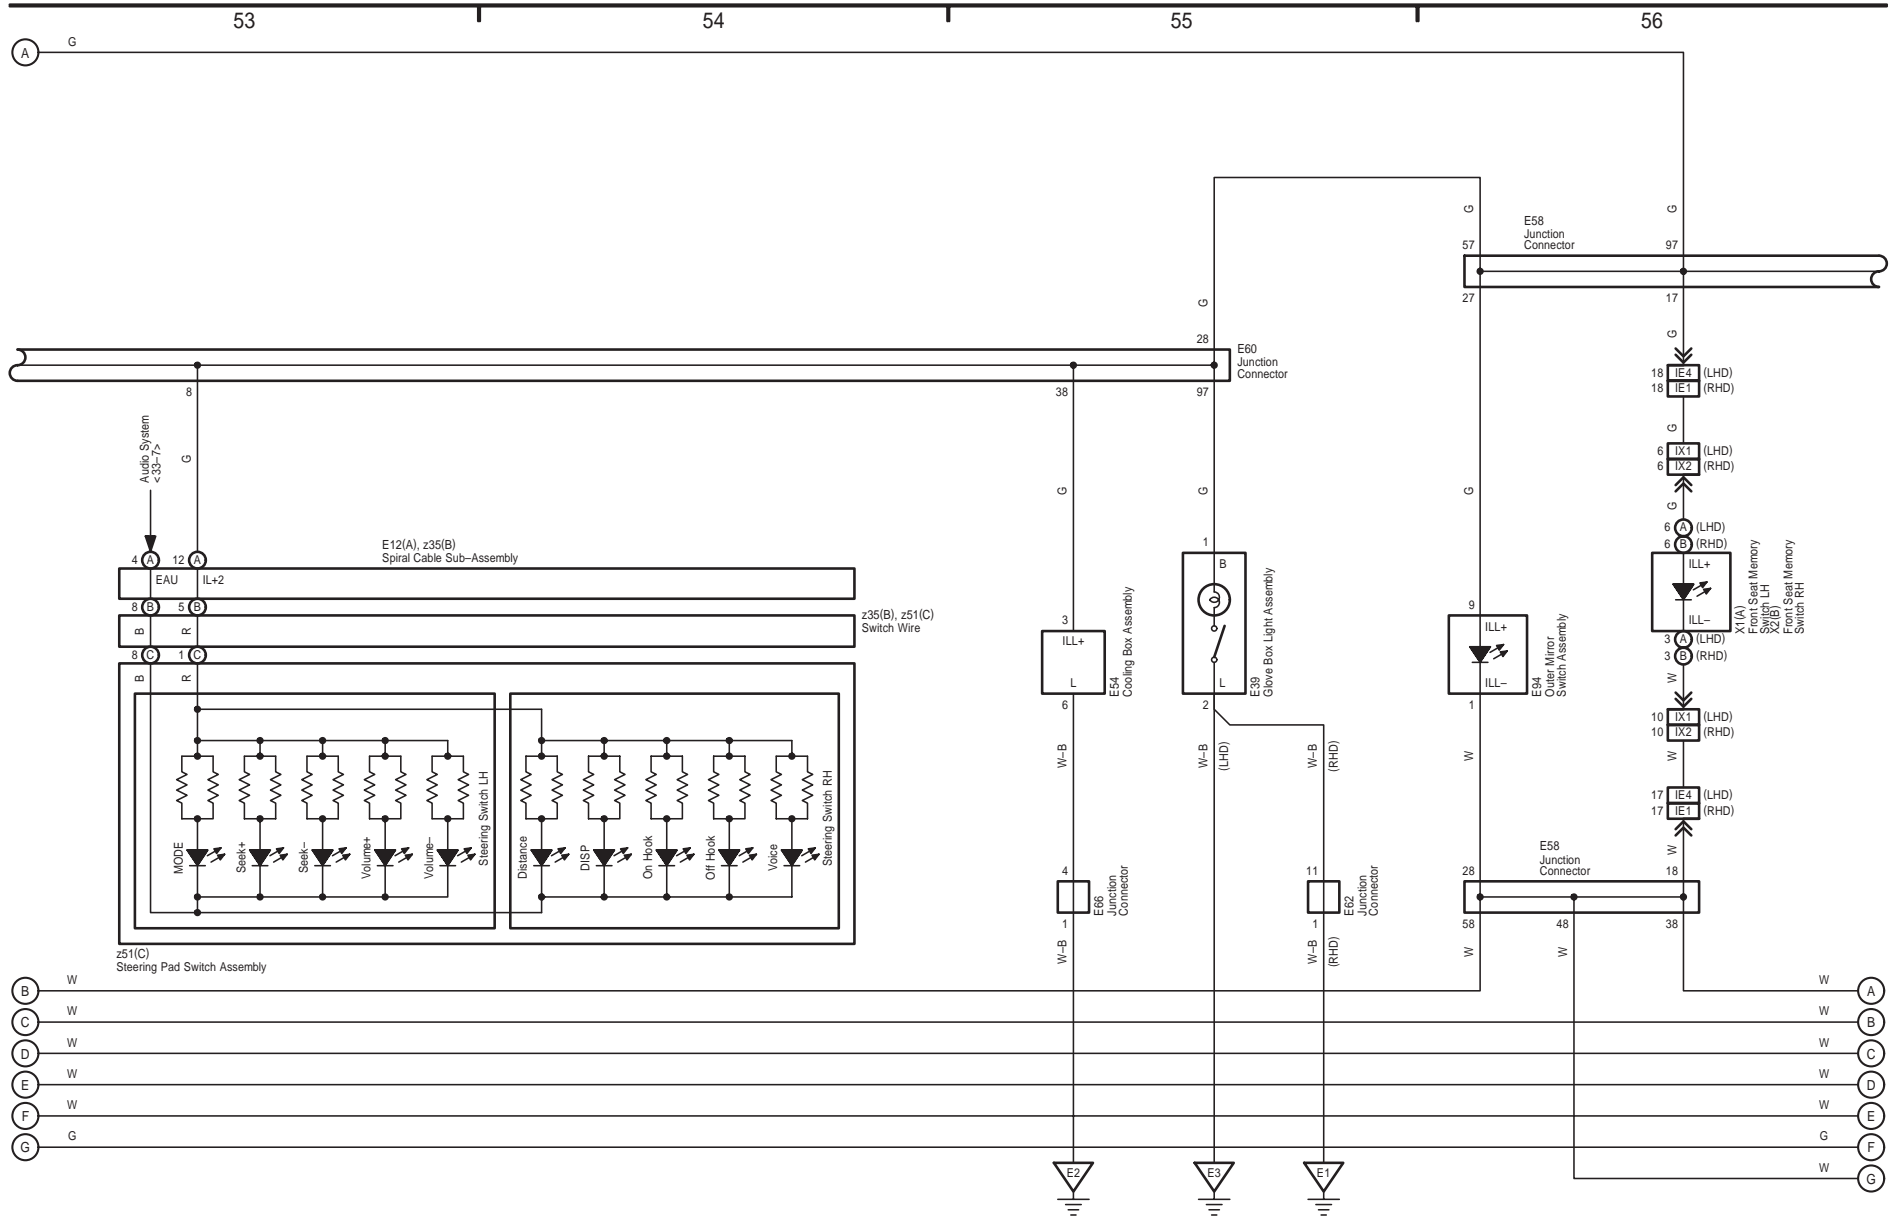 53 54 55 56
A G
G G
57 97
E58
Junction
Connector
27 17
G
28
E60
Junction
Connector
8 38 97
G
18 IE4 (LHD)
18 IE1 (RHD)
G
6 IX1 (LHD)
6 IX2 (RHD)
G
Audio System
<33–7>
G G G G
6 A (LHD)
6 B (RHD)
E12(A), z35(B)
Spiral Cable Sub–Assembly
4 A 12 A
EAU IL+2
8 B 5 B
z35(B), z51(C)
Switch Wire
B R
8 C 1 C
B R
3
ILL+
L
6
E54
Cooling Box Assembly
1
B
L
2
E39
Glove Box Light Assembly
9
ILL+
ILL–
1
E94
Outer Mirror
Switch Assembly
ILL+
ILL–
X1(A)
Front Seat Memory
Switch LH
X2(B)
Front Seat Memory
Switch RH
3 A (LHD)
3 B (RHD)
W
10 IX1 (LHD)
10 IX2 (RHD)
W–B
W–B
(LHD)
W–B
(RHD)
W W
17 IE4 (LHD)
17 IE1 (RHD)
W
MODE
Seek+
Seek–
Volume+
Volume–
Steering Switch LH
Distance
DISP
On Hook
Off Hook
Voice
Steering Switch RH
z51(C)
Steering Pad Switch Assembly
4
E66
Junction
Connector
1
W–B
11
E62
Junction
Connector
1
W–B
(RHD)
E58
Junction
Connector
28 18
58 48 38
W W
B W W A
C W W B
D W W C
E W W D
F W W E
G G G F
W G
E2 E3 E1